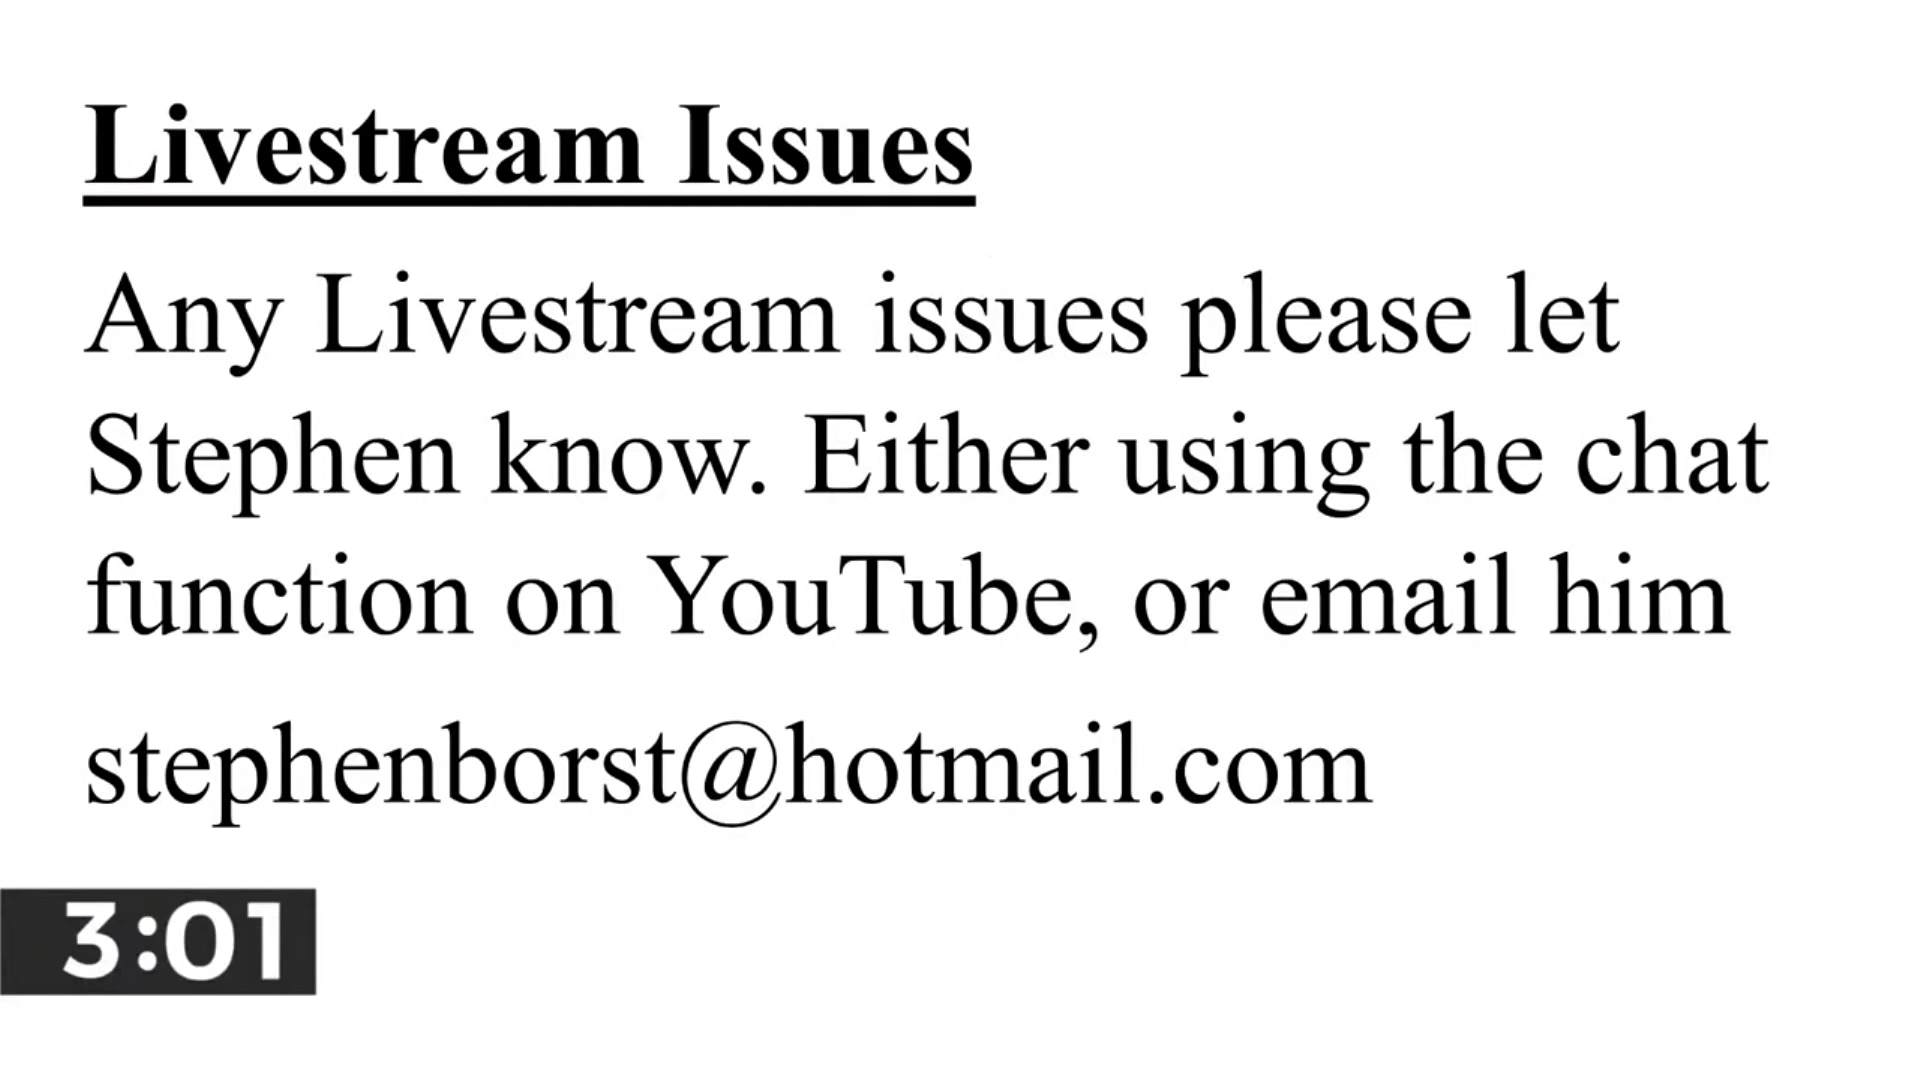 Livestream Issues
Any Livestream issues please let
Stephen know. Either using the chat
function on YouTube, or email him
stephenborst@hotmail.com
3:01